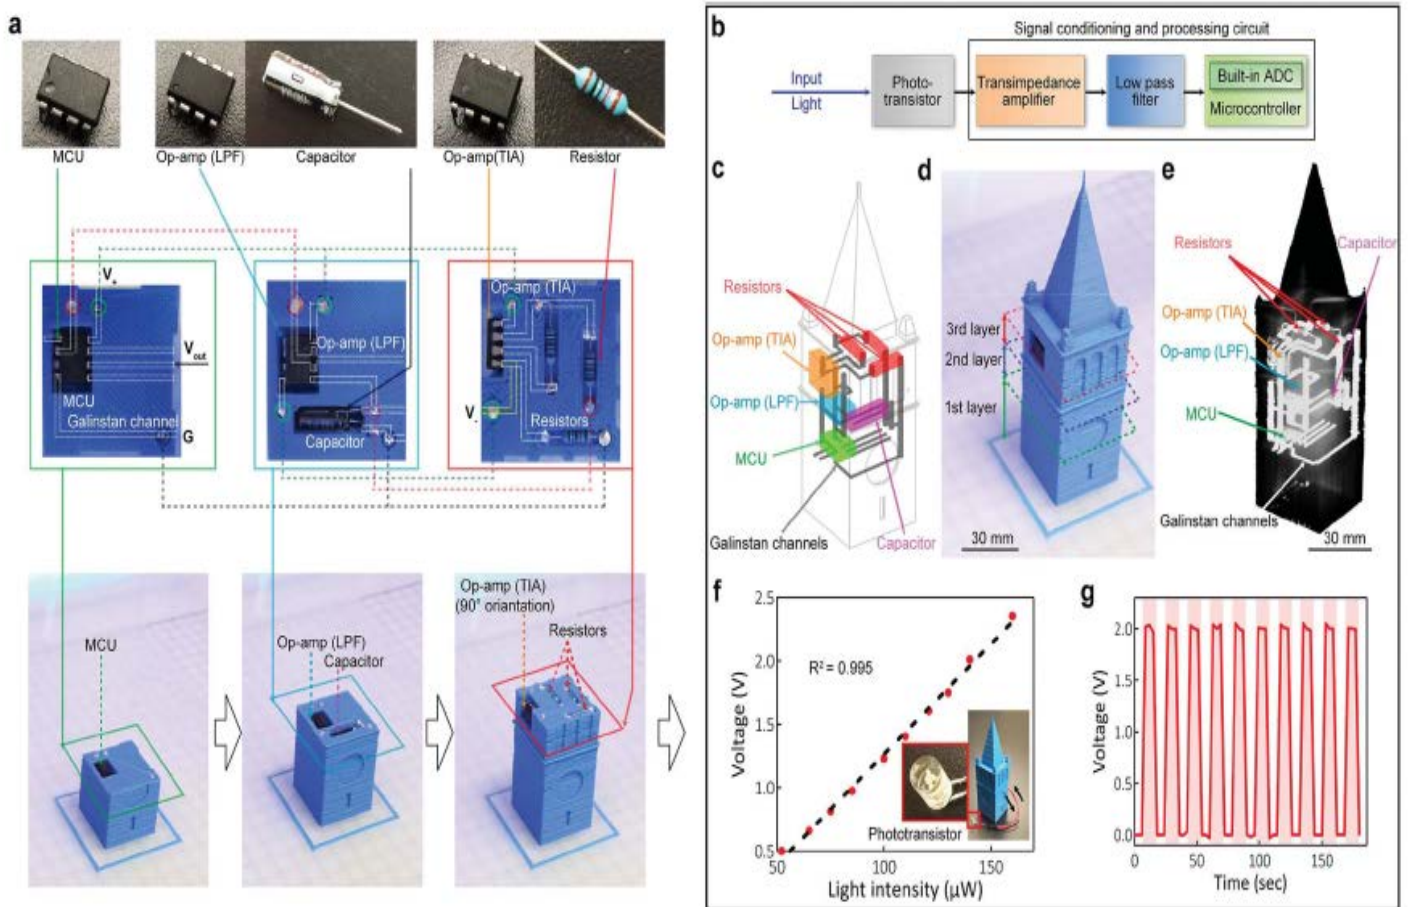 a
MCU
Op-amp (LPF)
Capacitor
Op-amp(TIA)
Resistor
V+
Vout
MCU
Galinstan channel
G
Op-amp (LPF)
Capacitor
Op-amp (TIA)
V-
Resistors
MCU
Op-amp (LPF)
Capacitor
Op-amp (TIA)
(90° oriantation)
Resistors
b
Signal conditioning and processing circuit
Input
Light
Photo-
transistor
Transimpedance
amplifier
Low pass
filter
Built-in ADC
Microcontroller
c
Resistors
Op-amp (TIA)
Op-amp (LPF)
MCU
Galinstan channels
Capacitor
d
3rd layer
2nd layer
1st layer
30 mm
e
Resistors
Capacitor
Op-amp (TIA)
Op-amp (LPF)
MCU
Galinstan channels
30 mm
f
2.5
2.0
1.5
1.0
0.5
Voltage (V)
R² = 0.995
Phototransistor
50
100
150
Light intensity (µW)
g
2.0
1.5
1.0
0.5
0.0
Voltage (V)
0
50
100
150
Time (sec)